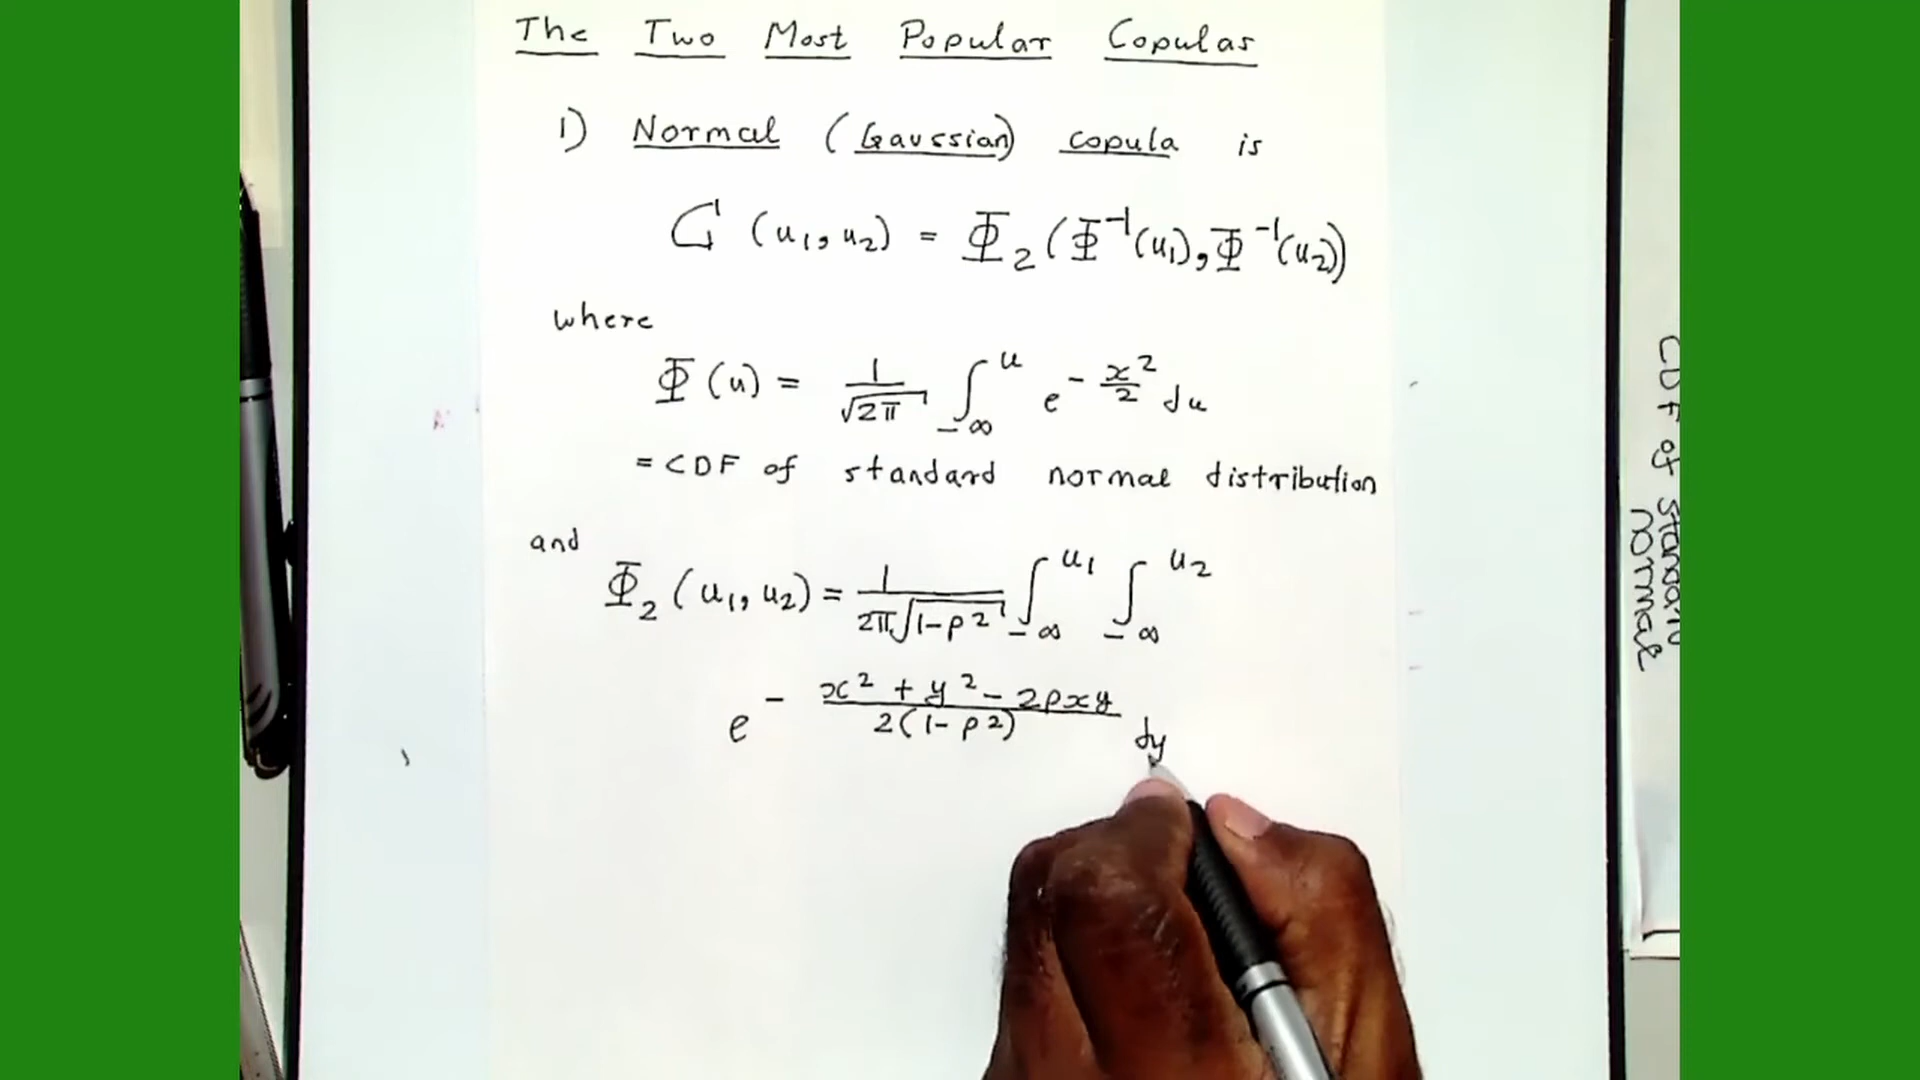 The Two Most Popular Copulas
1) Normal (Gaussian) copula is
C (u₁, u₂) = Φ₂ (Φ⁻¹(u₁), Φ⁻¹(u₂))
where
Φ (u) = 1/√2π ∫_{-∞}^{u} e^{-x²/2} du
= CDF of standard normal distribution
and
Φ₂ (u₁, u₂) = 1/2π√1-ρ² ∫_{-∞}^{u₁} ∫_{-∞}^{u₂}
e^{- x² + y² - 2ρxy / 2(1-ρ²)} dy
CDF of standard
normal